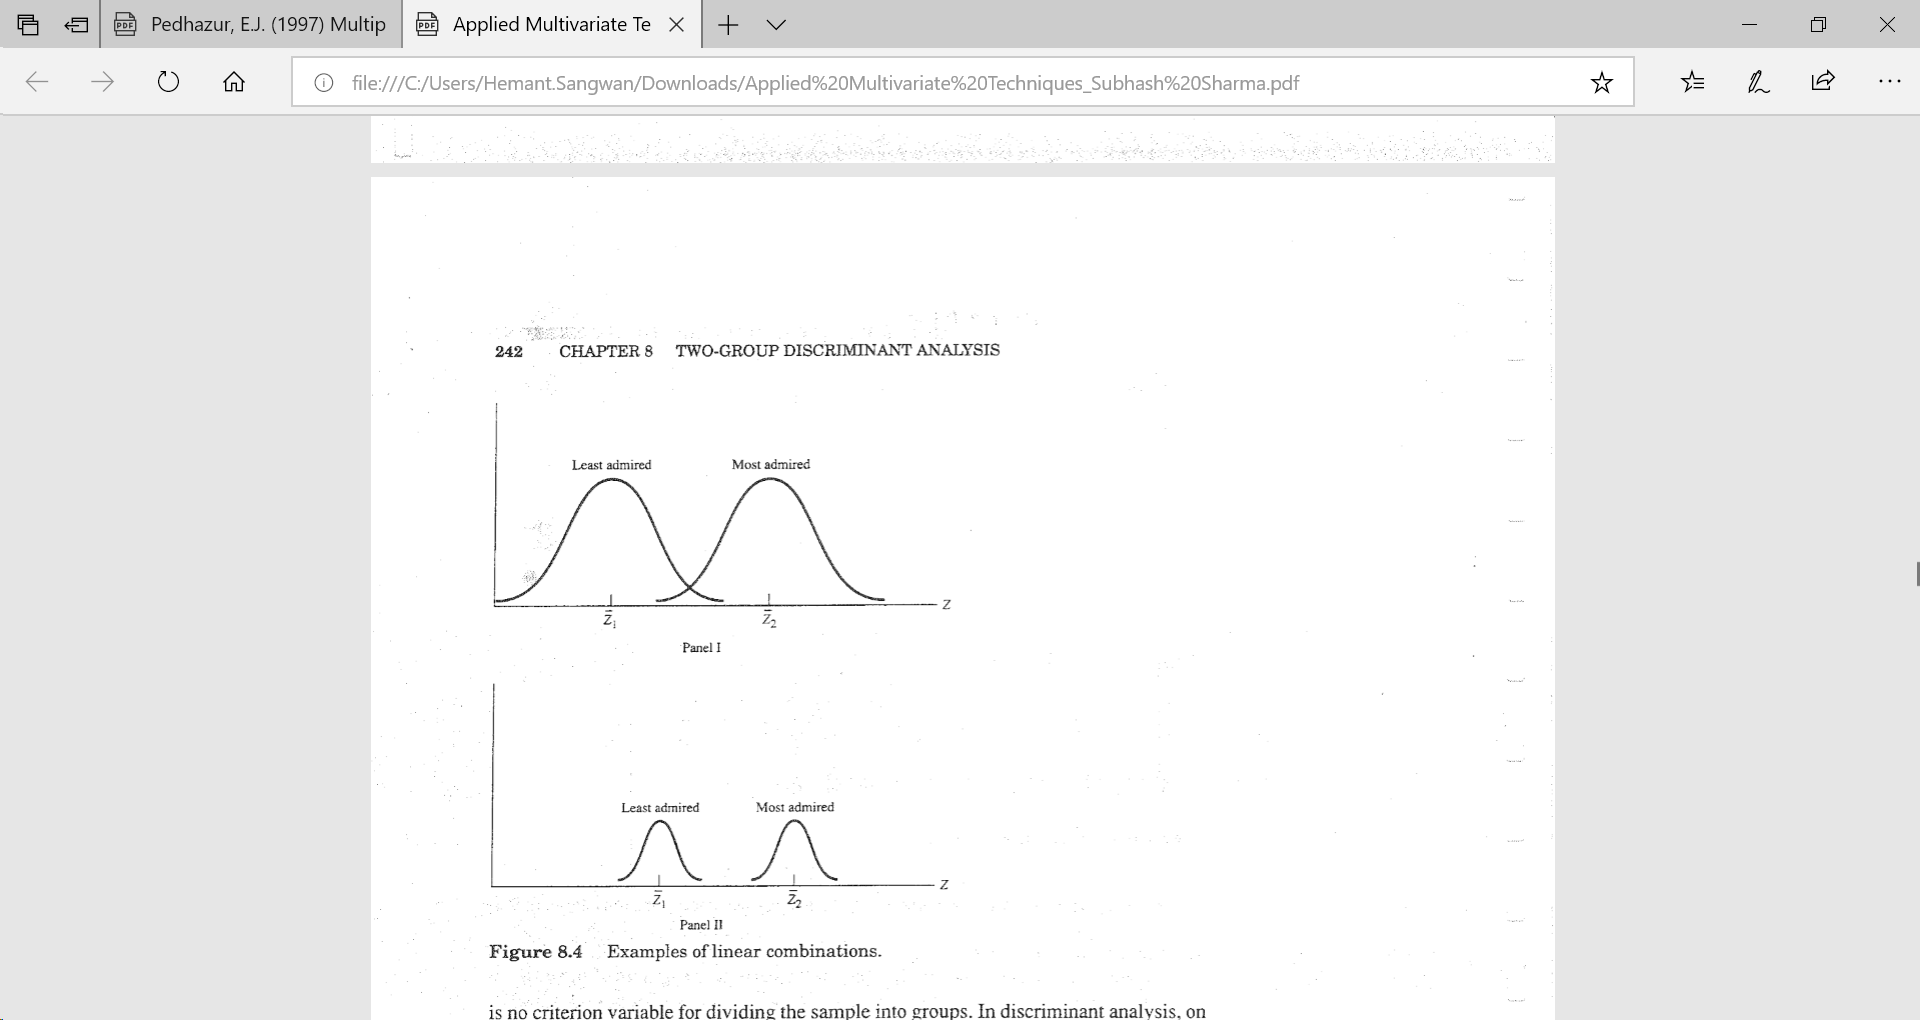 Pedhazur, E.J. (1997) Multip
Applied Multivariate Te
file:///C:/Users/Hemant.Sangwan/Downloads/Applied%20Multivariate%20Techniques_Subhash%20Sharma.pdf
242 CHAPTER 8 TWO-GROUP DISCRIMINANT ANALYSIS
Least admired Most admired
Z
Z̄₁ Z̄₂
Panel I
Least admired Most admired
Z
Z̄₁ Z̄₂
Panel II
Figure 8.4 Examples of linear combinations.
is no criterion variable for dividing the sample into groups. In discriminant analysis, on